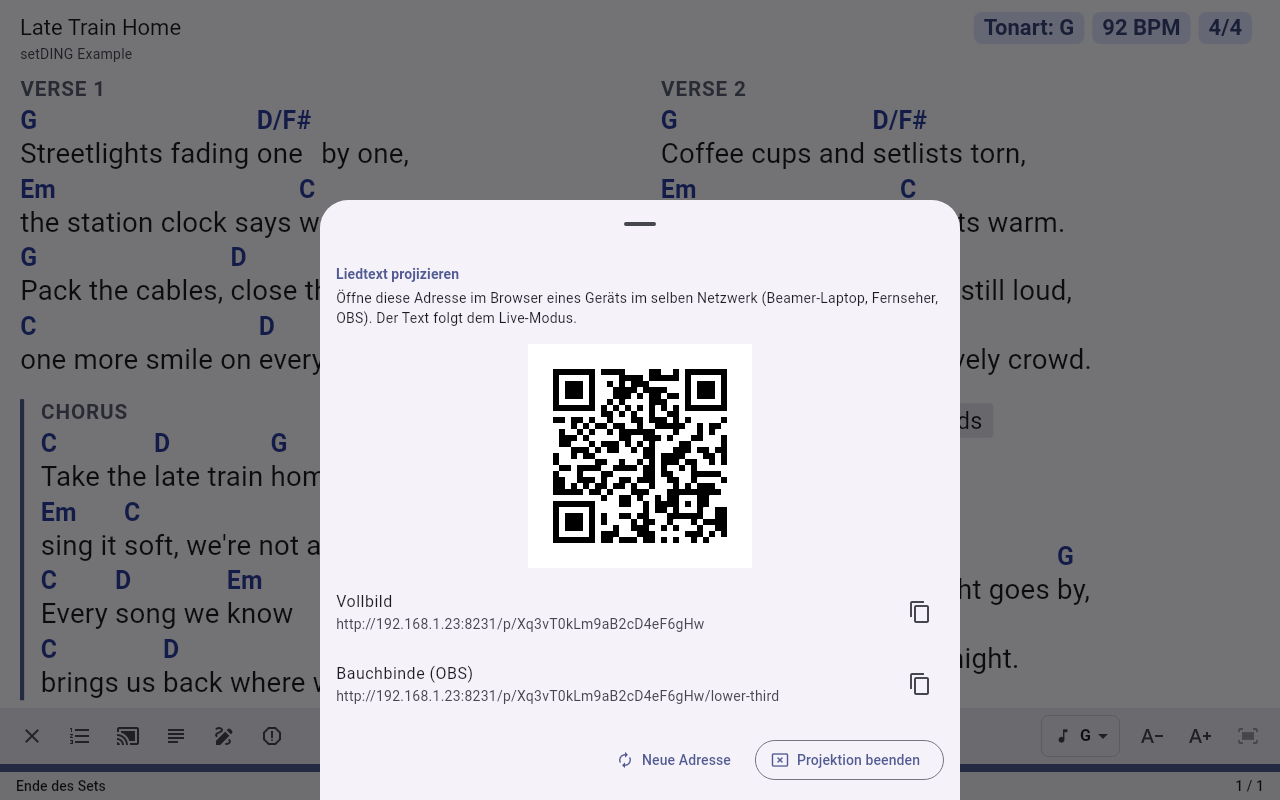 Late Train Home
setDING Example
Tonart: G 92 BPM 4/4
VERSE 1
G D/F#
Streetlights fading one by one,
Em C
the station clock says w
G D
Pack the cables, close th
C D
one more smile on every
CHORUS
C D G
Take the late train hom
Em C
sing it soft, we're not a
C D Em
Every song we know
C D
brings us back where w
VERSE 2
G D/F#
Coffee cups and setlists torn,
Em C
ts warm.
still loud,
vely crowd.
ds
G
ht goes by,
night.
Liedtext projizieren
Öffne diese Adresse im Browser eines Geräts im selben Netzwerk (Beamer-Laptop, Fernseher,
OBS). Der Text folgt dem Live-Modus.
Vollbild
http://192.168.1.23:8231/p/Xq3vT0kLm9aB2cD4eF6gHw
Bauchbinde (OBS)
http://192.168.1.23:8231/p/Xq3vT0kLm9aB2cD4eF6gHw/lower-third
Neue Adresse Projektion beenden
G A− A+
Ende des Sets 1 / 1